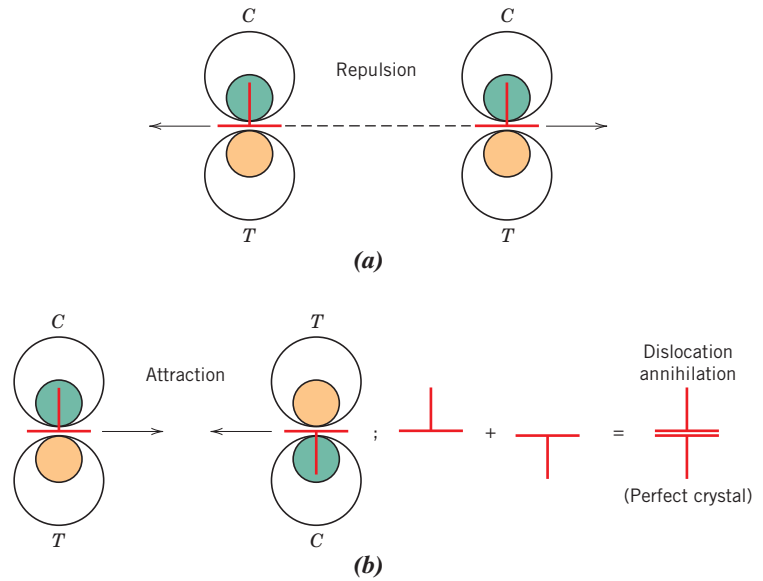 C C
Repulsion
T T
(a)
C T Dislocation
annihilation
Attraction
; + =
(Perfect crystal)
T C
(b)